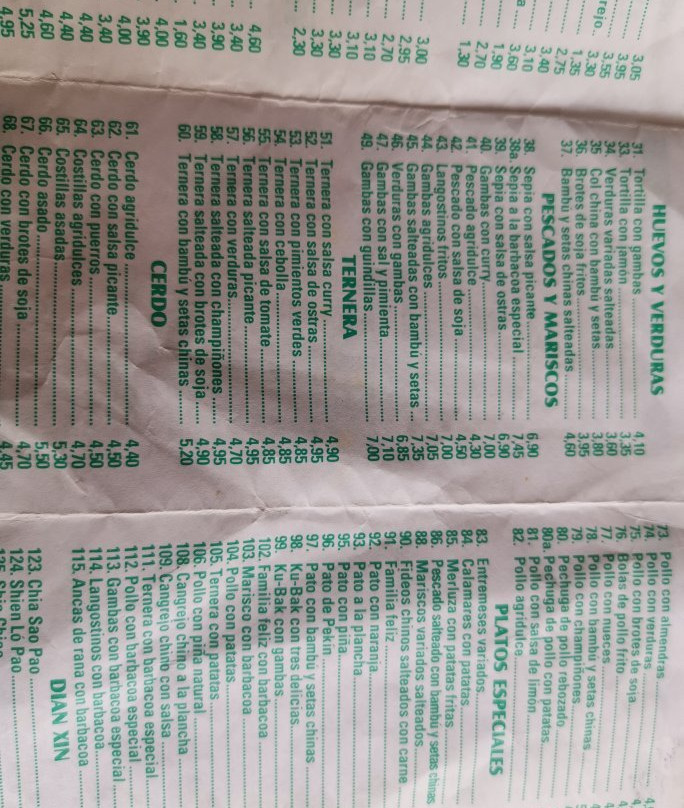 3,05
3,95
rejo. 3,55
3,30
1,35
2,75
3,40
3,10
a 3,60
1,90
2,70
1,30
3,00
2,95
2,70
3,10
3,10
3,30
3,30
2,30
4,60
3,40
3,90
3,40
1,60
4,00
3,90
4,00
3,40
4,40
4,40
4,60
5,25
4,95
HUEVOS Y VERDURAS
31. Tortilla con gambas 4,10
33. Tortilla con jamón 3,35
34. Verduras variadas salteadas 3,60
35. Col china con bambú y setas 3,80
36. Brotes de soja fritos 3,95
37. Bambú y setas chinas salteadas 4,60
PESCADOS Y MARISCOS
38. Sepia con salsa picante 6,90
38a. Sepia a la barbacoa especial 7,45
39. Sepia con salsa de ostras 6,90
40. Gambas con curry 7,00
41. Pescado agridulce 4,30
42. Pescado con salsa de soja 4,50
43. Langostinos fritos 7,00
44. Gambas agridulces 7,05
45. Gambas salteadas con bambú y setas 7,35
46. Verduras con gambas 6,85
47. Gambas con sal y pimienta 7,10
49. Gambas con guindillas 7,00
TERNERA
51. Ternera con salsa curry 4,90
52. Ternera con salsa de ostras 4,95
53. Ternera con pimientos verdes 4,85
54. Ternera con cebolla 4,85
55. Ternera con salsa de tomate 4,85
56. Ternera salteada picante 4,95
57. Ternera con verduras 4,70
58. Ternera salteada con champiñones 4,95
59. Ternera salteada con brotes de soja 4,90
60. Ternera con bambú y setas chinas 5,20
CERDO
61. Cerdo agridulce 4,40
62. Cerdo con salsa picante 4,50
63. Cerdo con puerros 4,50
64. Costillas agridulces 4,70
65. Costillas asadas 5,30
66. Cerdo asado 5,50
67. Cerdo con brotes de soja 4,70
68. Cerdo con verduras 4,45
73. Pollo con almendras
74. Pollo con verduras
75. Pollo con brotes de soja
76. Bolas de pollo frito
77. Pollo con nueces
78. Pollo con bambú y setas chinas
79. Pollo con champiñones
80. Pechuga de pollo rebozado
80a. Pechuga de pollo con patatas
81. Pollo con salsa de limón
82. Pollo agridulce
PLATOS ESPECIALES
83. Entremeses variados
84. Calamares con patatas
85. Merluza con patatas fritas
86. Pescado salteado con bambú y setas chinas
88. Mariscos variados salteados
90. Fideos chinos salteados con carne
91. Familia feliz
92. Pato con naranja
93. Pato a la plancha
95. Pato con piña
96. Pato de Pekín
97. Pato con bambú y setas chinas
98. Ku-Bak con tres delicias
99. Ku-Bak con gambas
102. Familia feliz con barbacoa
103. Marisco con barbacoa
104. Pollo con patatas
105. Ternera con patatas
106. Pollo con piña natural
108. Cangrejo chino a la plancha
109. Cangrejo chino con salsa
111. Ternera con barbacoa especial
112. Pollo con barbacoa especial
113. Gambas con barbacoa especial
114. Langostinos con barbacoa
115. Ancas de rana con barbacoa
DIAN XIN
123. Chia Sao Pao
124. Shien Ló Pao